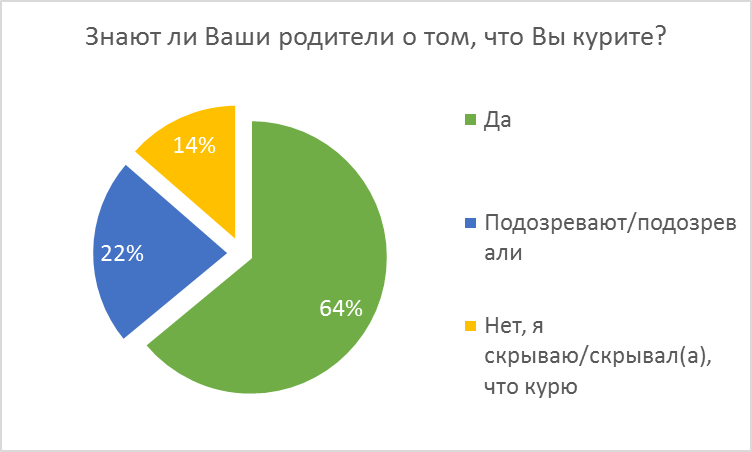 Знают ли Ваши родители о том, что Вы курите?
14%
22%
64%
Да
Подозревают/подозрев
али
Нет, я
скрываю/скрывал(а),
что курю